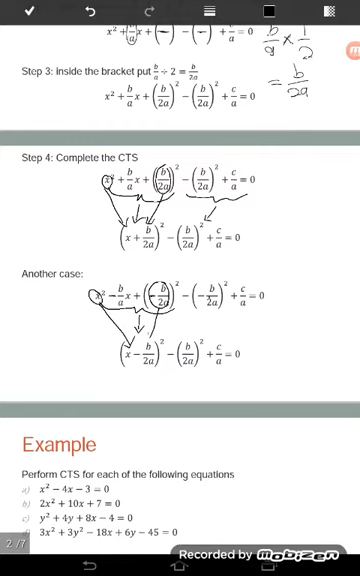 x² + (b/a)x + (—)² − (—)² + c/a = 0
b/a × 1/2
= b/2a
Step 3: Inside the bracket put b/a ÷ 2 = b/2a
x² + b/a x + (b/2a)² − (b/2a)² + c/a = 0
Step 4: Complete the CTS
x² + b/a x + (b/2a)² − (b/2a)² + c/a = 0
(x + b/2a)² − (b/2a)² + c/a = 0
Another case:
x² − b/a x + (− b/2a)² − (− b/2a)² + c/a = 0
(x − b/2a)² − (b/2a)² + c/a = 0
Example
Perform CTS for each of the following equations
a) x² − 4x − 3 = 0
b) 2x² + 10x + 7 = 0
c) y² + 4y + 8x − 4 = 0
3x² + 3y² − 18x + 6y − 45 = 0
2/7
Recorded by Mobizen